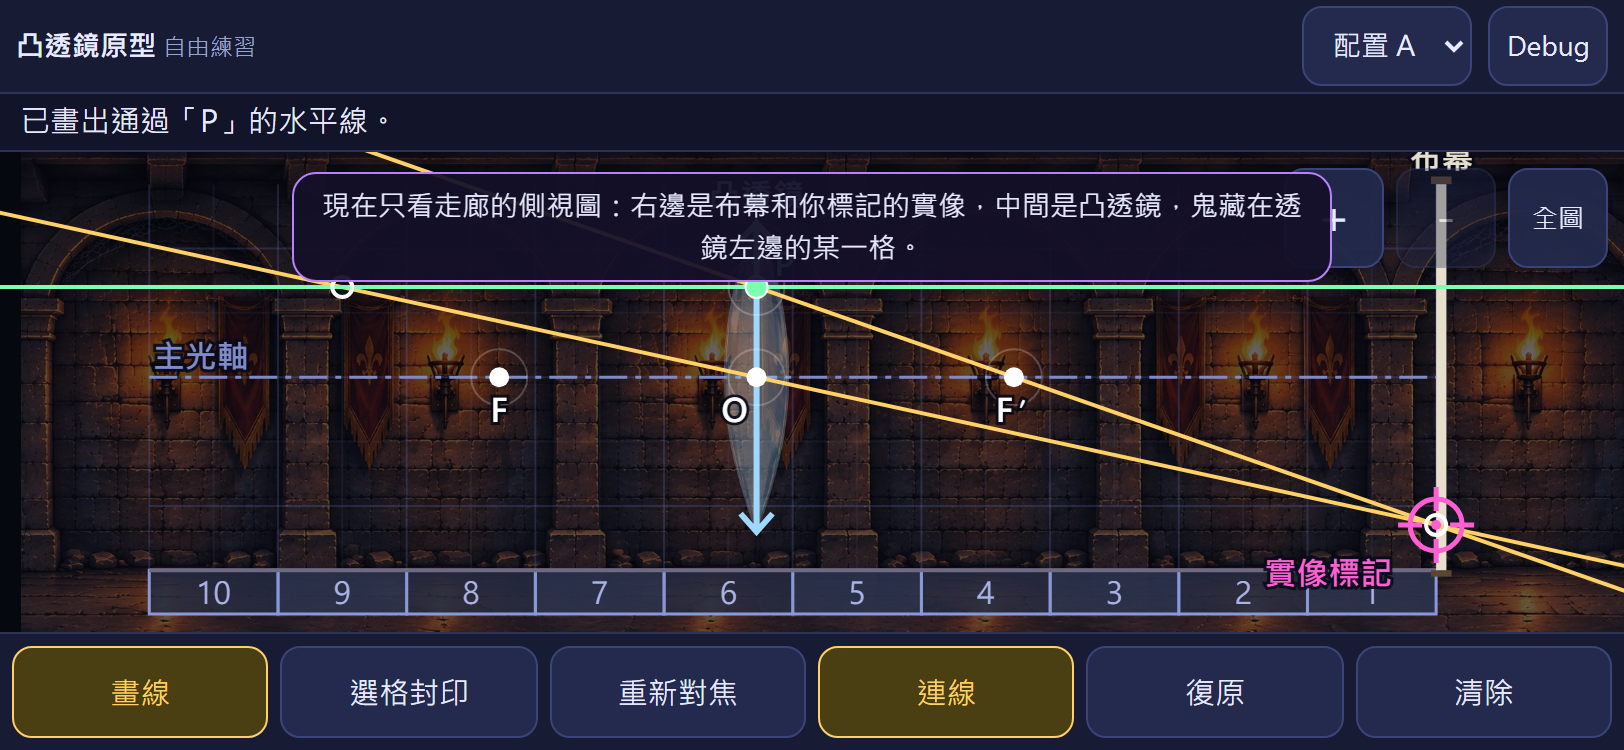 凸透鏡原型 自由練習
配置 A
Debug
已畫出通過「P」的水平線。
布幕
現在只看走廊的側視圖：右邊是布幕和你標記的實像，中間是凸透鏡，鬼藏在透
鏡左邊的某一格。
+
-
全圖
主光軸
F
O
F′
實像標記
10 9 8 7 6 5 4 3 2 1
畫線
選格封印
重新對焦
連線
復原
清除